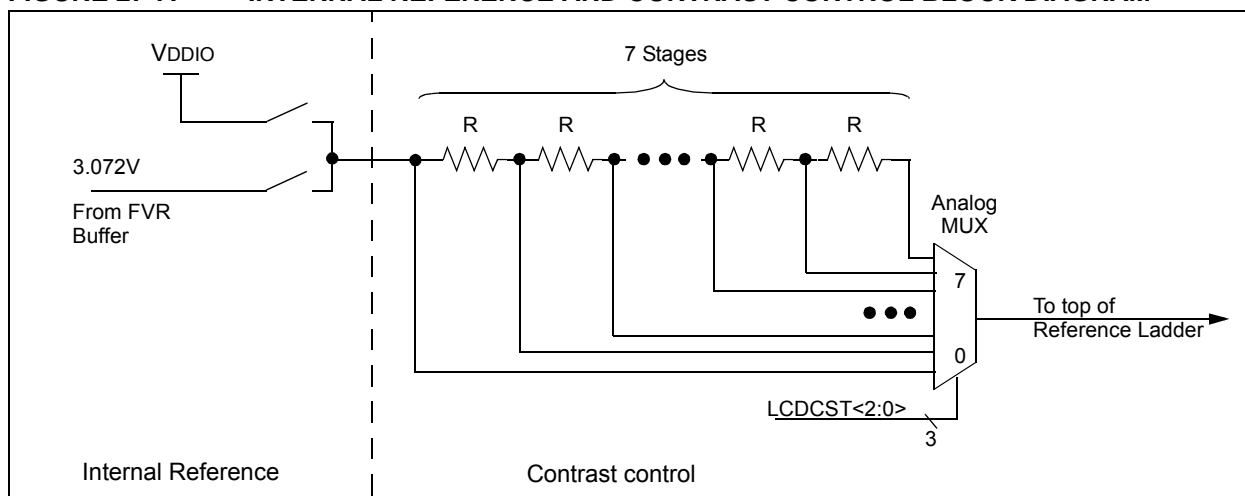 VDDIO
7 Stages
R R R R
3.072V
From FVR
Buffer
Analog
MUX
7
0
To top of
Reference Ladder
LCDCST<2:0>
3
Internal Reference
Contrast control